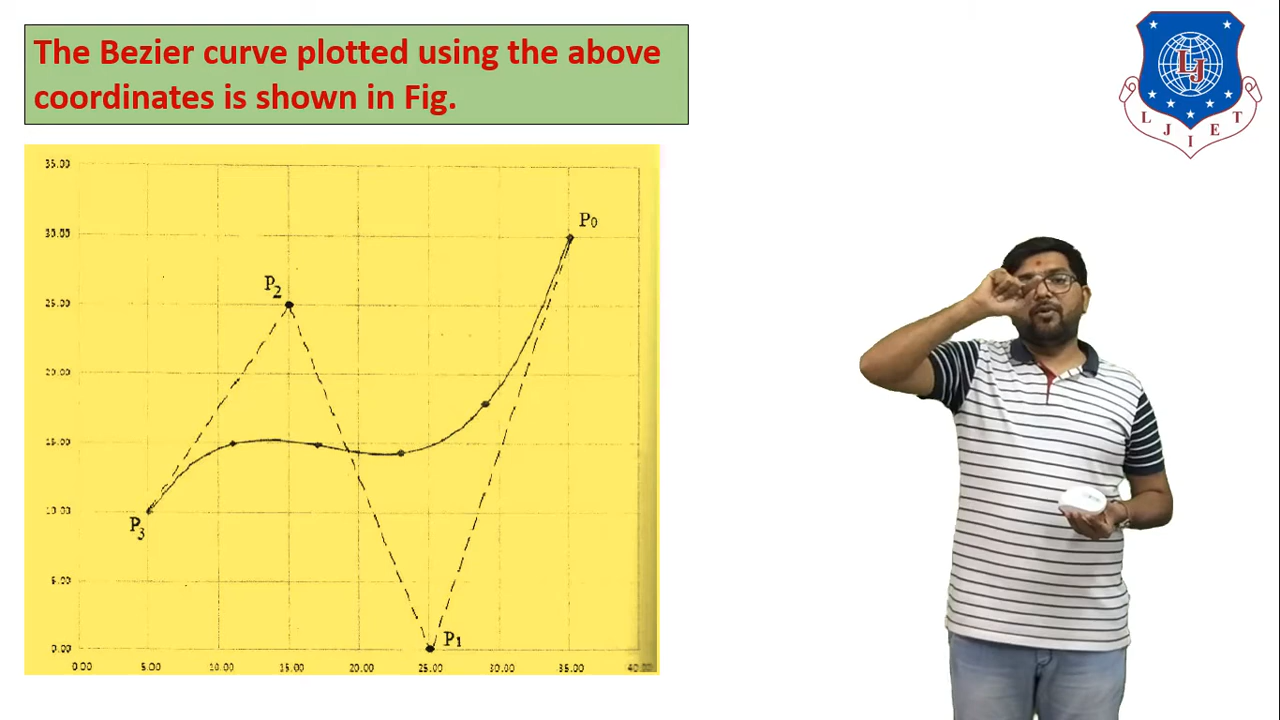 The Bezier curve plotted using the above
coordinates is shown in Fig.
L J I E T
35.00
30.00
25.00
20.00
15.00
10.00
5.00
0.00
P0
P2
P3
P1
0.00 5.00 10.00 15.00 20.00 25.00 30.00 35.00 40.00